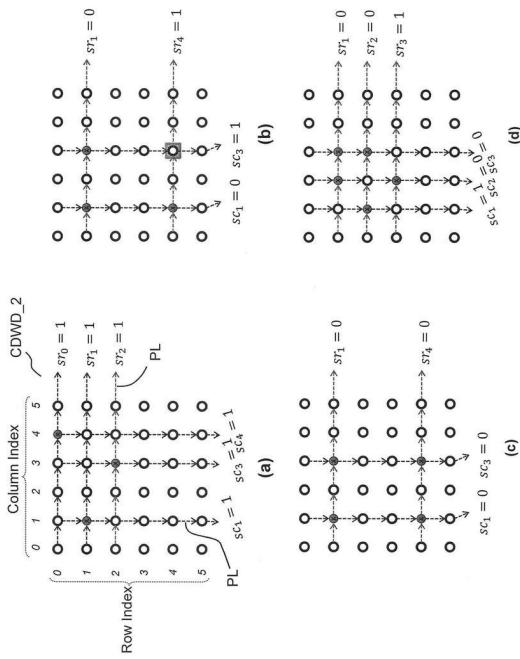 CDWD_2
Column Index
0 1 2 3 4 5
Row Index
0
1
2
3
4
5
sr₀ = 1
sr₁ = 1
sr₂ = 1
PL
PL
sc₁ = 1
sc₃ = 1
sc₄ = 1
(a)
sr₁ = 0
sr₄ = 1
sc₁ = 0
sc₃ = 1
(b)
sr₁ = 0
sr₄ = 0
sc₁ = 0
sc₃ = 0
(c)
sr₁ = 0
sr₂ = 0
sr₃ = 1
sc₁ = 1
sc₂ = 0
sc₃ = 0
(d)